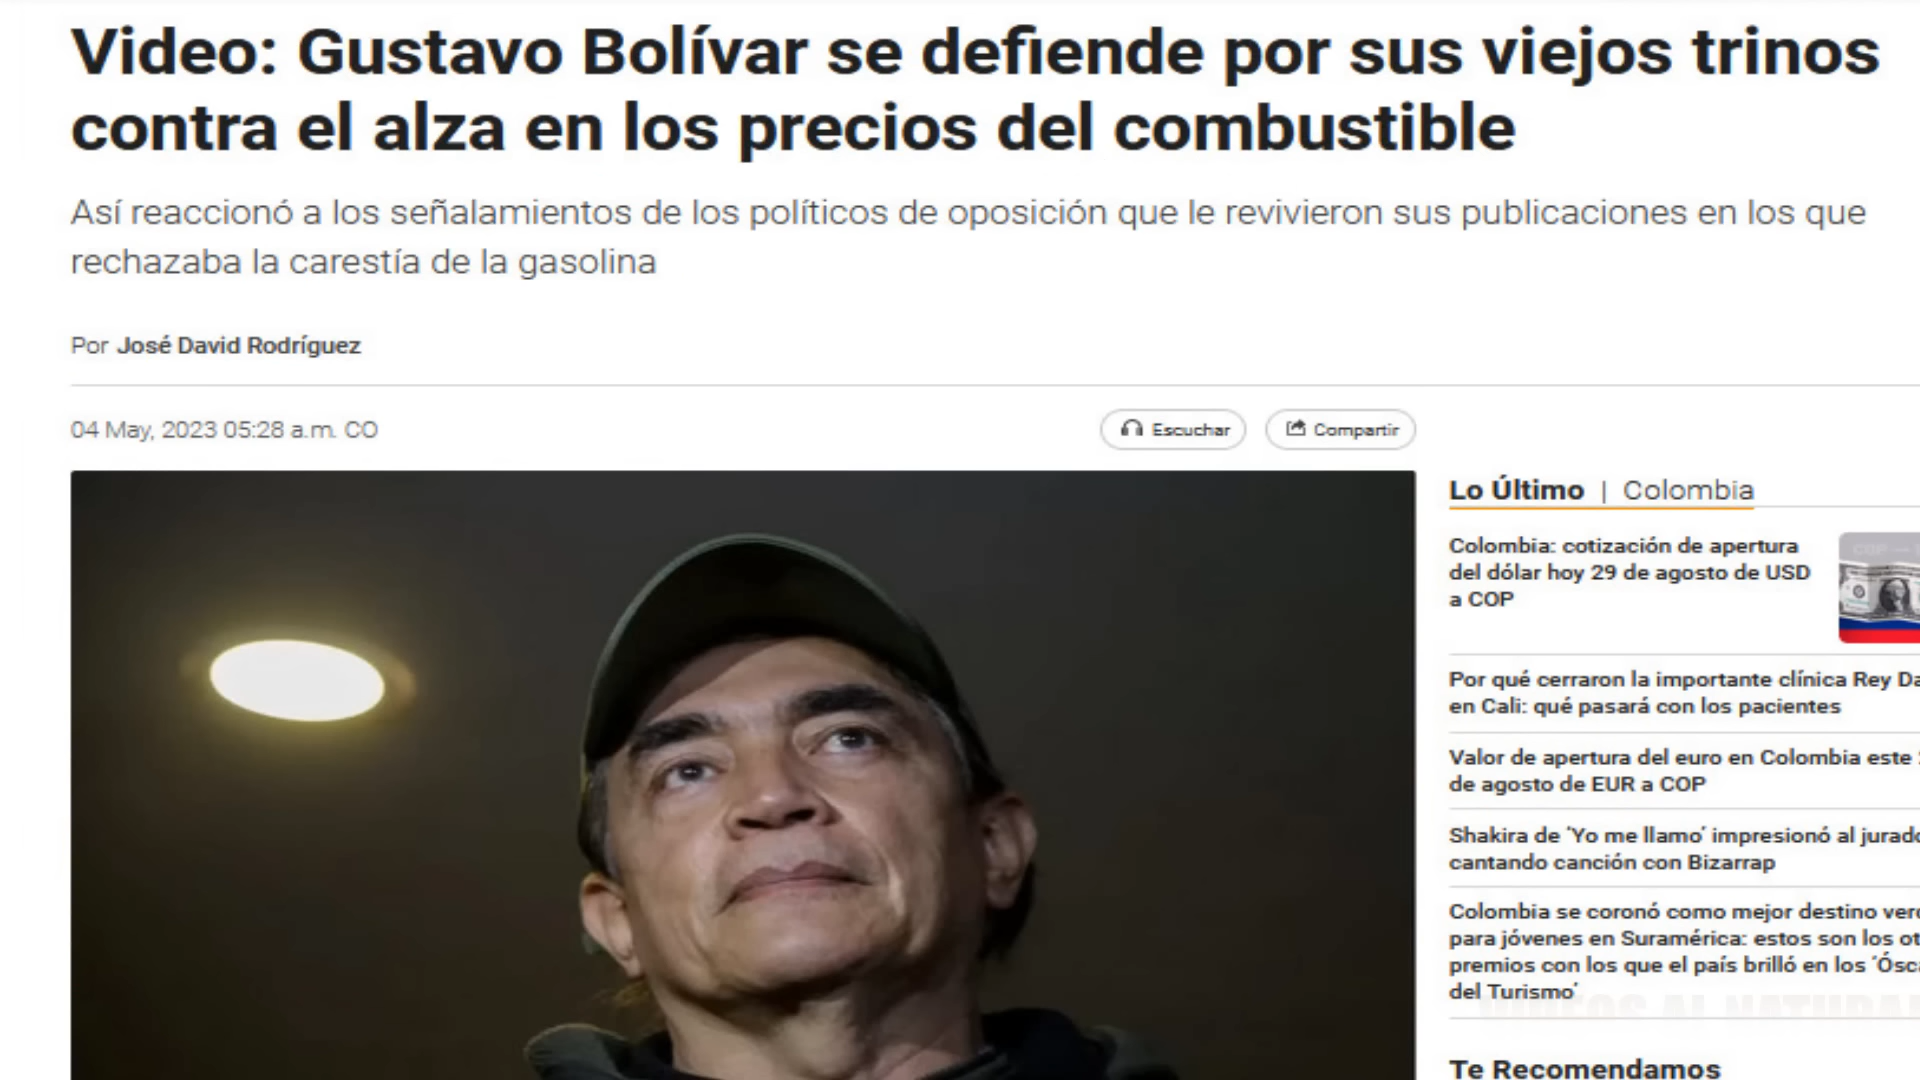 Video: Gustavo Bolívar se defiende por sus viejos trinos
contra el alza en los precios del combustible
Así reaccionó a los señalamientos de los políticos de oposición que le revivieron sus publicaciones en los que
rechazaba la carestía de la gasolina
Por José David Rodríguez
04 May, 2023 05:28 a.m. CO
Escuchar
Compartir
Lo Último | Colombia
Colombia: cotización de apertura
del dólar hoy 29 de agosto de USD
a COP
Por qué cerraron la importante clínica Rey
en Cali: qué pasará con los pacientes
Valor de apertura del euro en Colombia este
de agosto de EUR a COP
Shakira de ‘Yo me llamo’ impresionó al
cantando canción con Bizarrap
Colombia se coronó como mejor destino
para jóvenes en Suramérica: estos son los
premios con los que el país brilló en los
del Turismo’
VIDEOS AL
Te Recomendamos